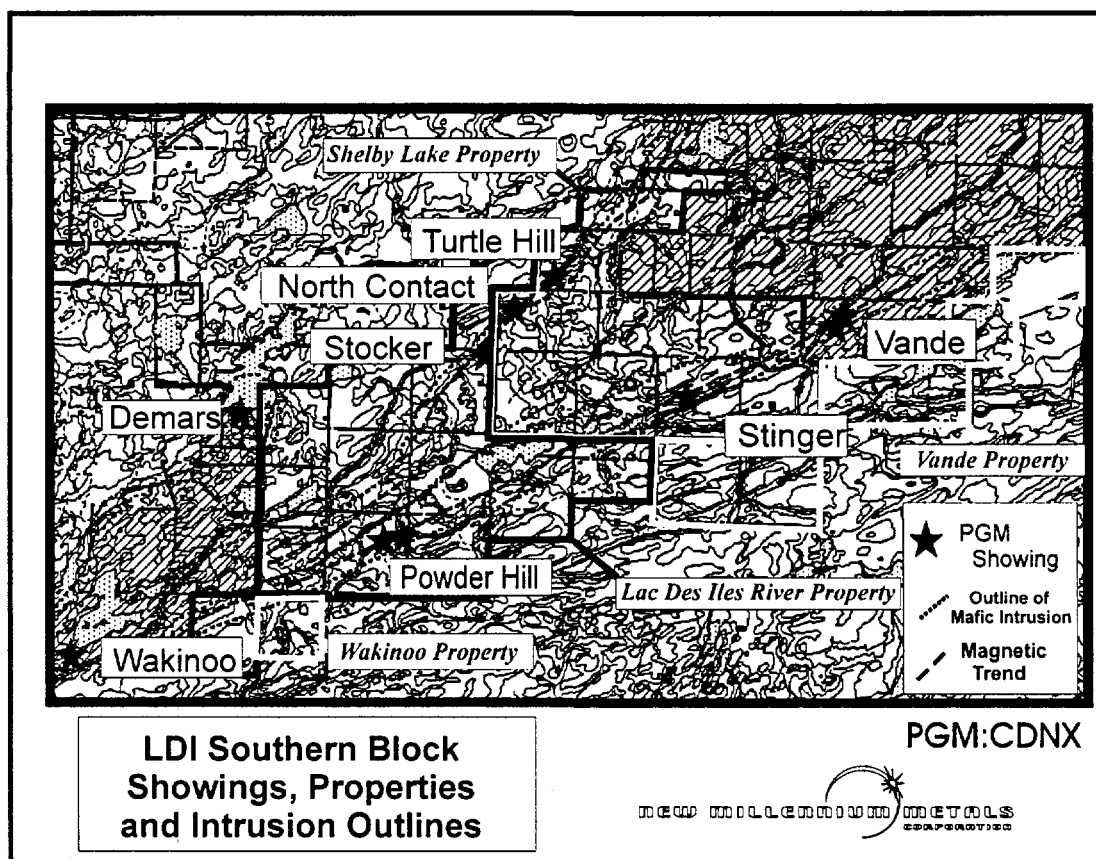 Shelby Lake Property
Turtle Hill
North Contact
Stocker
Vande
Demars
Stinger
Vande Property
Powder Hill
Lac Des Iles River Property
Wakinoo
Wakinoo Property
PGM
Showing
Outline of
Mafic Intrusion
Magnetic
Trend
LDI Southern Block
Showings, Properties
and Intrusion Outlines
PGM:CDNX
NEW MILLENNIUM METALS
CORPORATION